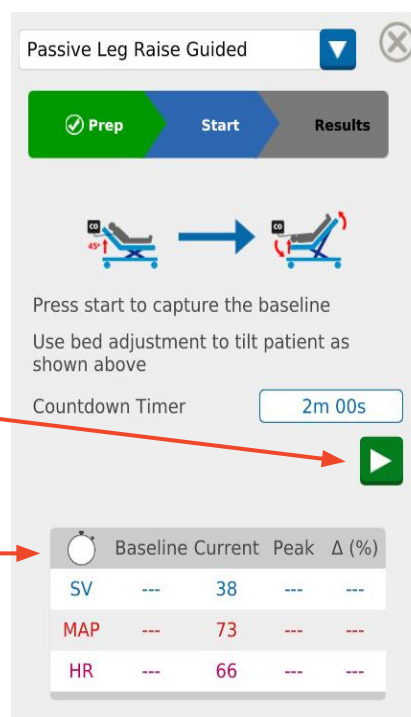 Passive Leg Raise Guided
Prep Start Results
CO CO
45°
Press start to capture the baseline
Use bed adjustment to tilt patient as
shown above
Countdown Timer 2m 00s
Baseline Current Peak Δ (%)
SV --- 38 --- ---
MAP --- 73 --- ---
HR --- 66 --- ---